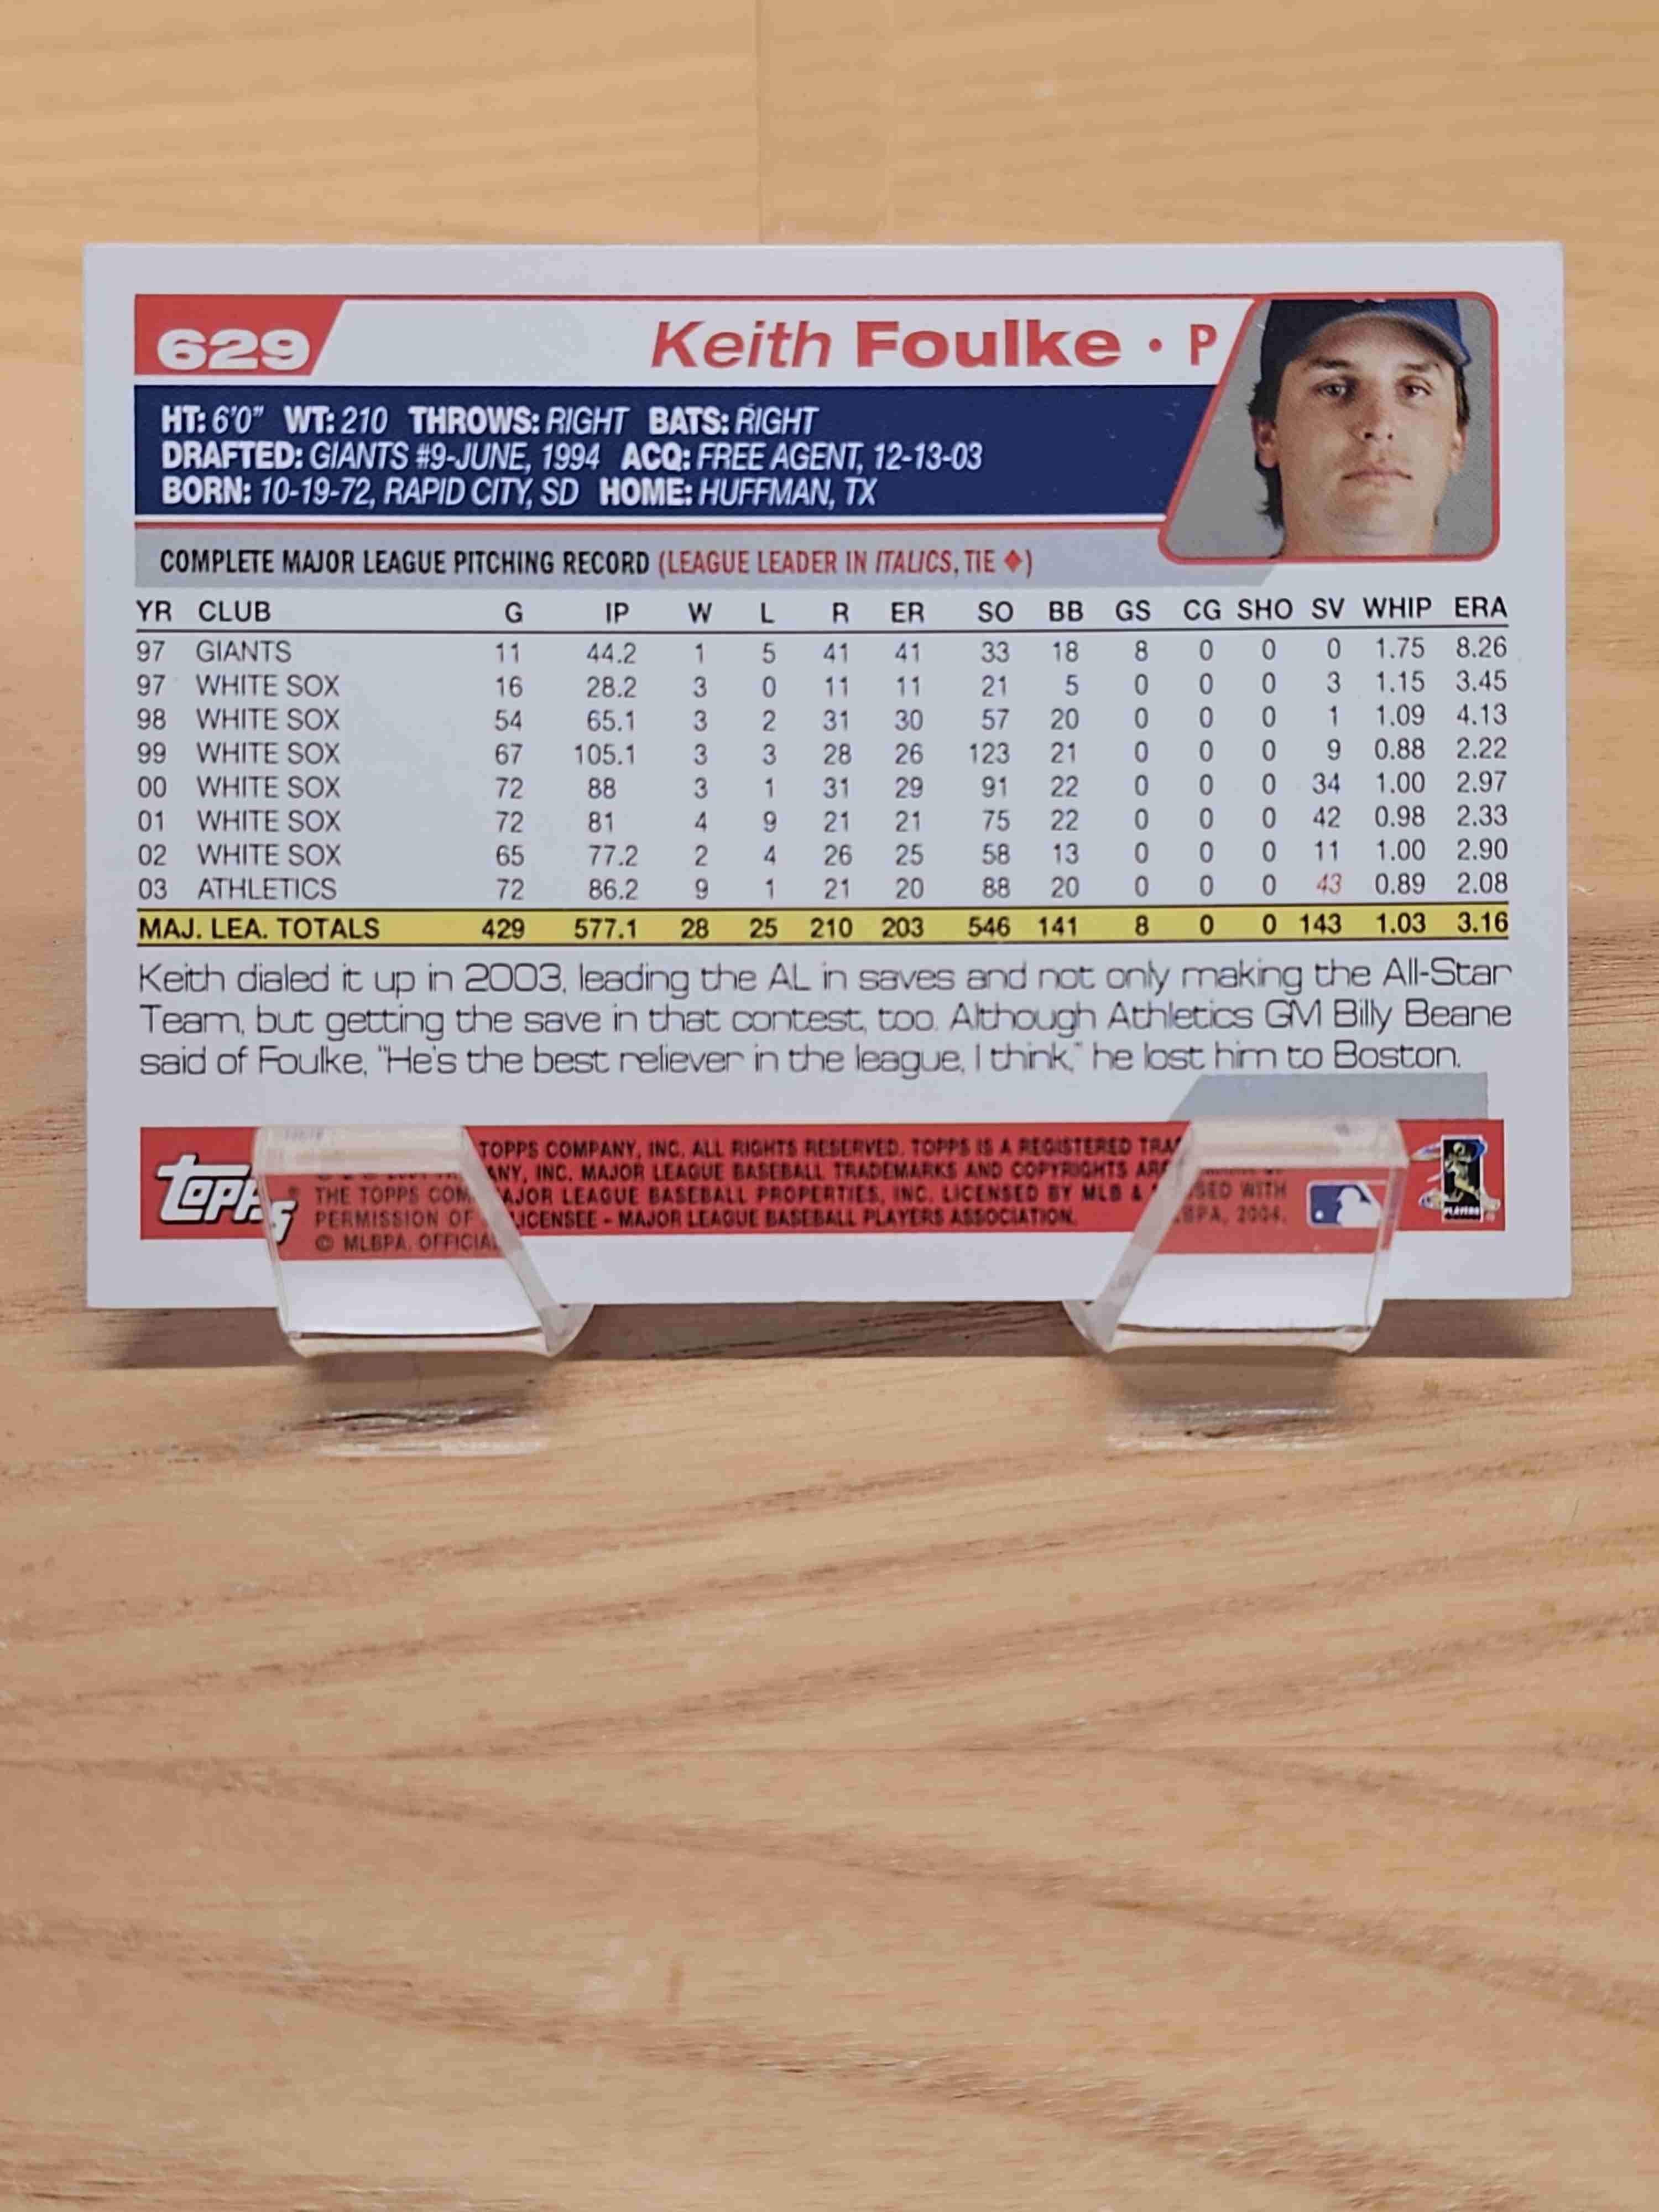 629 Keith Foulke • P
HT: 6'0" WT: 210 THROWS: RIGHT BATS: RIGHT
DRAFTED: GIANTS #9-JUNE, 1994 ACQ: FREE AGENT, 12-13-03
BORN: 10-19-72, RAPID CITY, SD HOME: HUFFMAN, TX
COMPLETE MAJOR LEAGUE PITCHING RECORD (LEAGUE LEADER IN ITALICS, TIE ♦)
YR CLUB G IP W L R ER SO BB GS CG SHO SV WHIP ERA
97 GIANTS 11 44.2 1 5 41 41 33 18 8 0 0 0 1.75 8.26
97 WHITE SOX 16 28.2 3 0 11 11 21 5 0 0 0 3 1.15 3.45
98 WHITE SOX 54 65.1 3 2 31 30 57 20 0 0 0 1 1.09 4.13
99 WHITE SOX 67 105.1 3 3 28 26 123 21 0 0 0 9 0.88 2.22
00 WHITE SOX 72 88 3 1 31 29 91 22 0 0 0 34 1.00 2.97
01 WHITE SOX 72 81 4 9 21 21 75 22 0 0 0 42 0.98 2.33
02 WHITE SOX 65 77.2 2 4 26 25 58 13 0 0 0 11 1.00 2.90
03 ATHLETICS 72 86.2 9 1 21 20 88 20 0 0 0 43 0.89 2.08
MAJ. LEA. TOTALS 429 577.1 28 25 210 203 546 141 8 0 0 143 1.03 3.16
Keith dialed it up in 2003, leading the AL in saves and not only making the All-Star
Team, but getting the save in that contest, too. Although Athletics GM Billy Beane
said of Foulke, "He's the best reliever in the league, I think," he lost him to Boston.
Topps
TOPPS COMPANY, INC. ALL RIGHTS RESERVED. TOPPS IS A REGISTERED
INC. MAJOR LEAGUE BASEBALL TRADEMARKS AND COPYRIGHTS
THE TOPPS LEAGUE BASEBALL PROPERTIES, INC. LICENSED BY MLB & WITH
PERMISSION OF LICENSEE - MAJOR LEAGUE BASEBALL PLAYERS ASSOCIATION. 2004.
© MLBPA.
PLAYERS